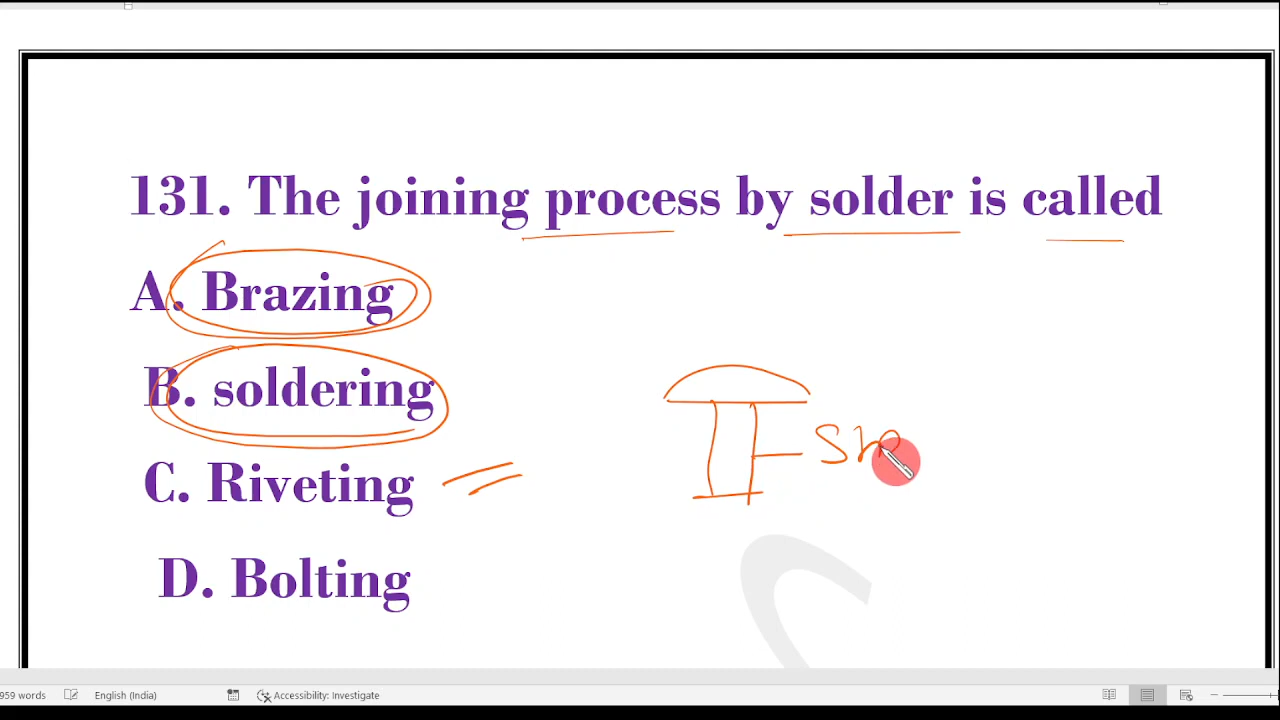 131. The joining process by solder is called
A. Brazing
B. soldering
C. Riveting
D. Bolting
959 words
English (India)
Accessibility: Investigate